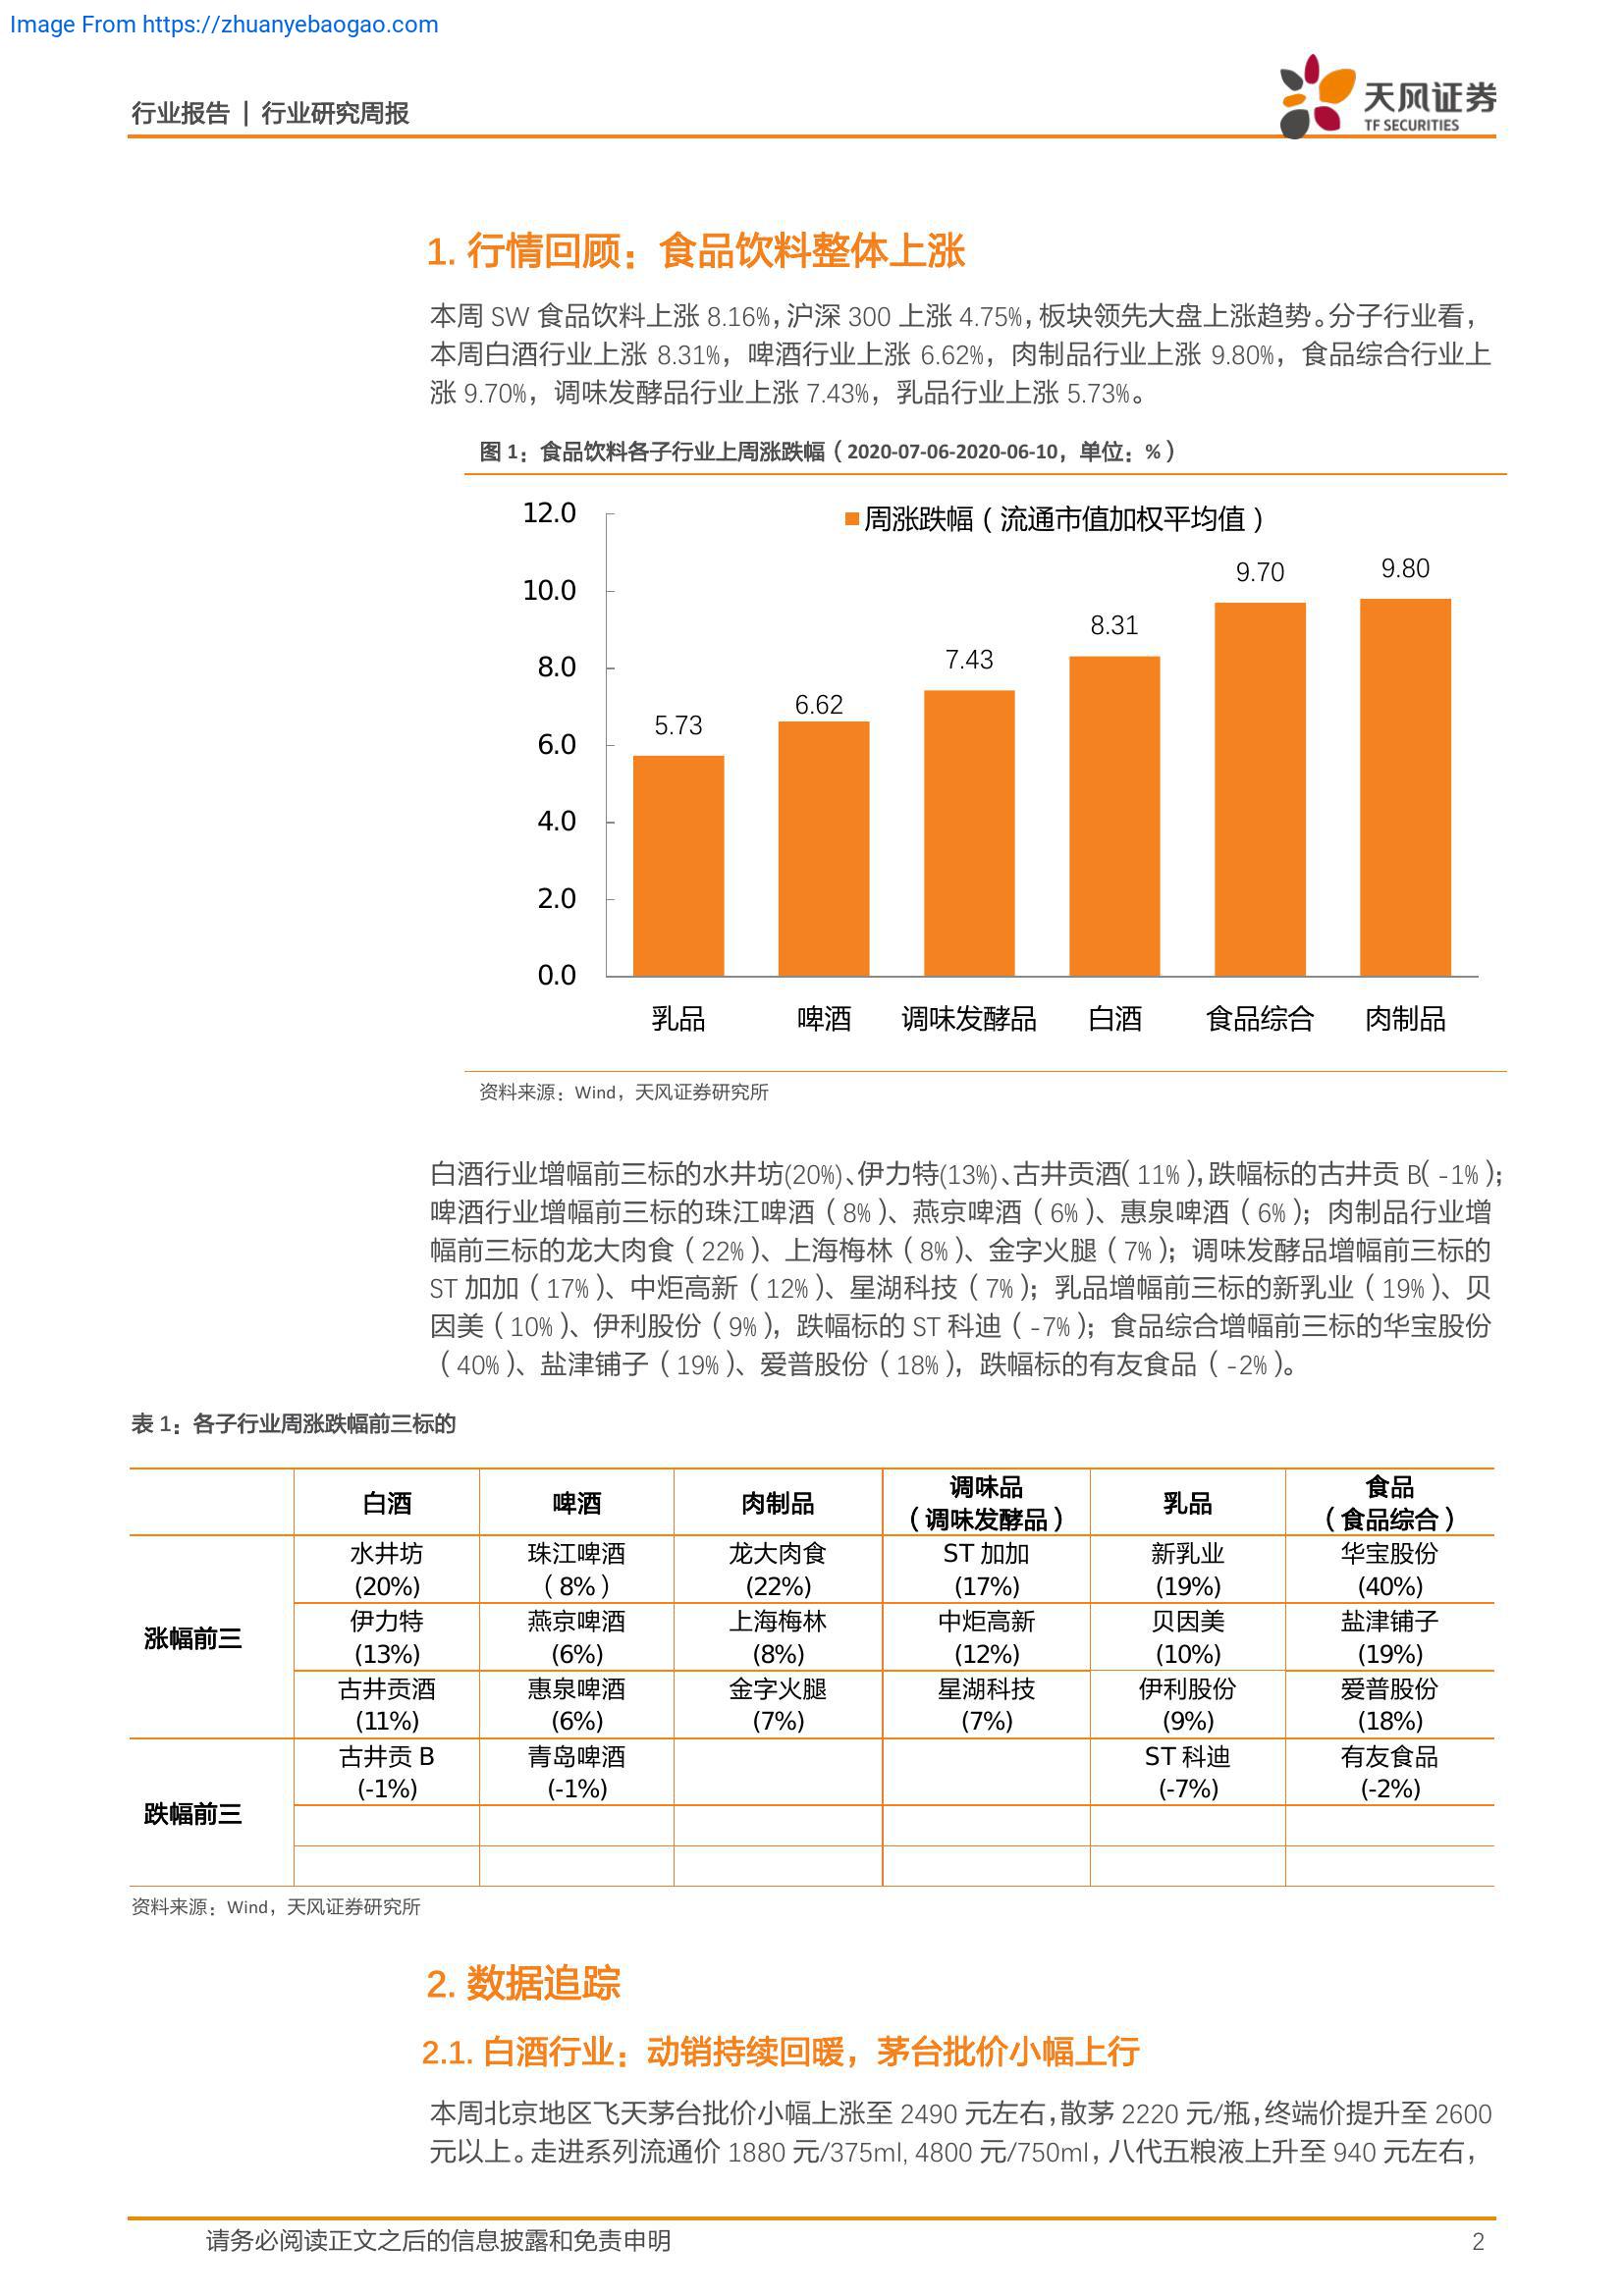 Image From https://zhuanyebaogao.com
行业报告 | 行业研究周报
天风证券
TF SECURITIES
1. 行情回顾：食品饮料整体上涨
本周 SW 食品饮料上涨 8.16%，沪深 300 上涨 4.75%，板块领先大盘上涨趋势。分子行业看，
本周白酒行业上涨 8.31%，啤酒行业上涨 6.62%，肉制品行业上涨 9.80%，食品综合行业上
涨 9.70%，调味发酵品行业上涨 7.43%，乳品行业上涨 5.73%。
图 1：食品饮料各子行业上周涨跌幅（2020-07-06-2020-06-10，单位：%）
周涨跌幅（流通市值加权平均值）
12.0
10.0
8.0
6.0
4.0
2.0
0.0
5.73
6.62
7.43
8.31
9.70
9.80
乳品 啤酒 调味发酵品 白酒 食品综合 肉制品
资料来源：Wind，天风证券研究所
白酒行业增幅前三标的水井坊(20%)、伊力特(13%)、古井贡酒（11%），跌幅标的古井贡 B（-1%）；
啤酒行业增幅前三标的珠江啤酒（8%）、燕京啤酒（6%）、惠泉啤酒（6%）；肉制品行业增
幅前三标的龙大肉食（22%）、上海梅林（8%）、金字火腿（7%）；调味发酵品增幅前三标的
ST 加加（17%）、中炬高新（12%）、星湖科技（7%）；乳品增幅前三标的新乳业（19%）、贝
因美（10%）、伊利股份（9%），跌幅标的 ST 科迪（-7%）；食品综合增幅前三标的华宝股份
（40%）、盐津铺子（19%）、爱普股份（18%），跌幅标的有友食品（-2%）。
表 1：各子行业周涨跌幅前三标的
白酒 啤酒 肉制品 调味品 乳品 食品
（调味发酵品） （食品综合）
涨幅前三
水井坊 珠江啤酒 龙大肉食 ST 加加 新乳业 华宝股份
(20%) （8%） (22%) (17%) (19%) (40%)
伊力特 燕京啤酒 上海梅林 中炬高新 贝因美 盐津铺子
(13%) (6%) (8%) (12%) (10%) (19%)
古井贡酒 惠泉啤酒 金字火腿 星湖科技 伊利股份 爱普股份
(11%) (6%) (7%) (7%) (9%) (18%)
跌幅前三
古井贡 B 青岛啤酒 ST 科迪 有友食品
(-1%) (-1%) (-7%) (-2%)
资料来源：Wind，天风证券研究所
2. 数据追踪
2.1. 白酒行业：动销持续回暖，茅台批价小幅上行
本周北京地区飞天茅台批价小幅上涨至 2490 元左右，散茅 2220 元/瓶，终端价提升至 2600
元以上。走进系列流通价 1880 元/375ml, 4800 元/750ml，八代五粮液上升至 940 元左右，
请务必阅读正文之后的信息披露和免责申明
2